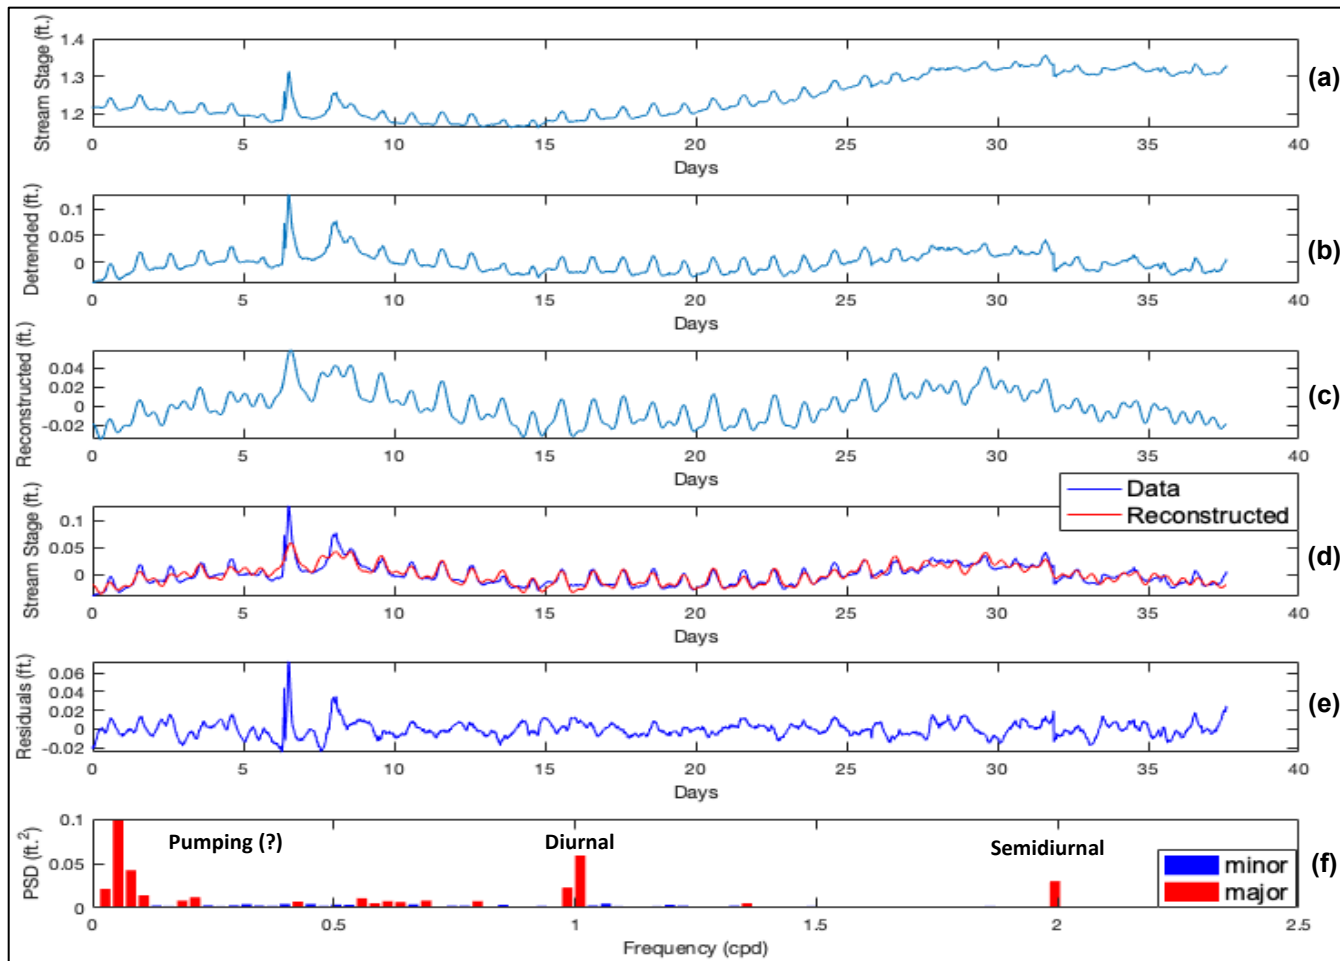 1.4
1.3
1.2
Stream Stage (ft.)
0 5 10 15 20 25 30 35 40
Days
(a)
0.1
0.05
0
Detrended (ft.)
0 5 10 15 20 25 30 35 40
Days
(b)
0.04
0.02
0
-0.02
Reconstructed (ft.)
0 5 10 15 20 25 30 35 40
Days
(c)
Data
Reconstructed
0.1
0.05
0
Stream Stage (ft.)
0 5 10 15 20 25 30 35 40
Days
(d)
0.06
0.04
0.02
0
-0.02
Residuals (ft.)
0 5 10 15 20 25 30 35 40
Days
(e)
0.1
0.05
0
PSD (ft.²)
Pumping (?)
Diurnal
Semidiurnal
minor
major
0 0.5 1 1.5 2 2.5
Frequency (cpd)
(f)